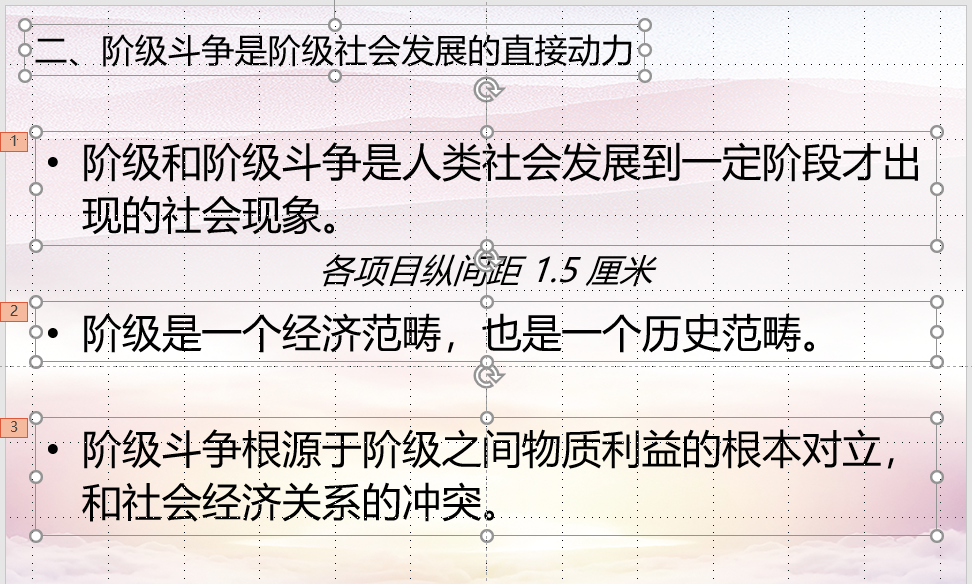 二、阶级斗争是阶级社会发展的直接动力
1
• 阶级和阶级斗争是人类社会发展到一定阶段才出
现的社会现象。
各项目纵间距 1.5 厘米
2
• 阶级是一个经济范畴，也是一个历史范畴。
3
• 阶级斗争根源于阶级之间物质利益的根本对立，
和社会经济关系的冲突。